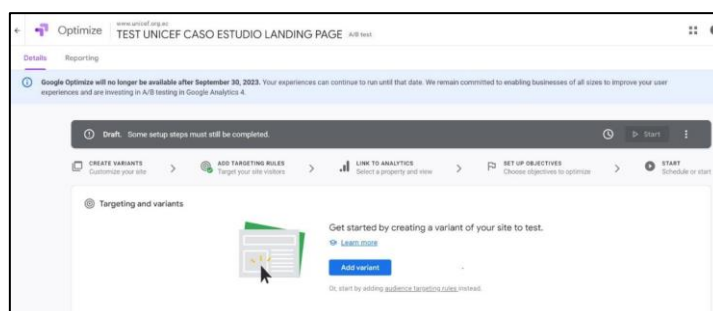 www.unicef.org.ec
Optimize TEST UNICEF CASO ESTUDIO LANDING PAGE A/B test
Details Reporting
Google Optimize will no longer be available after September 30, 2023. Your experiences can continue to run until that date. We remain committed to enabling businesses of all sizes to improve your user
experiences and are investing in A/B testing in Google Analytics 4.
Draft. Some setup steps must still be completed. Start
CREATE VARIANTS ADD TARGETING RULES LINK TO ANALYTICS SET UP OBJECTIVES START
Customize your site Target your site visitors Select a property and view Choose objectives to optimize Schedule or start
Targeting and variants
Get started by creating a variant of your site to test.
Learn more
Add variant
Or, start by adding audience targeting rules instead.